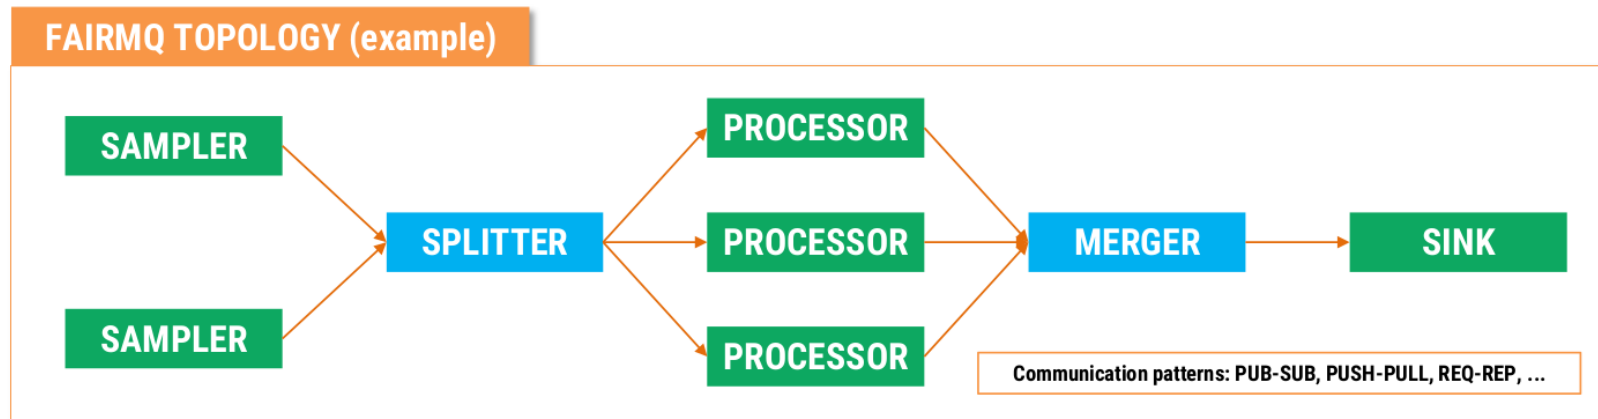 FAIRMQ TOPOLOGY (example)
SAMPLER
SAMPLER
SPLITTER
PROCESSOR
PROCESSOR
PROCESSOR
MERGER
SINK
Communication patterns: PUB-SUB, PUSH-PULL, REQ-REP, ...